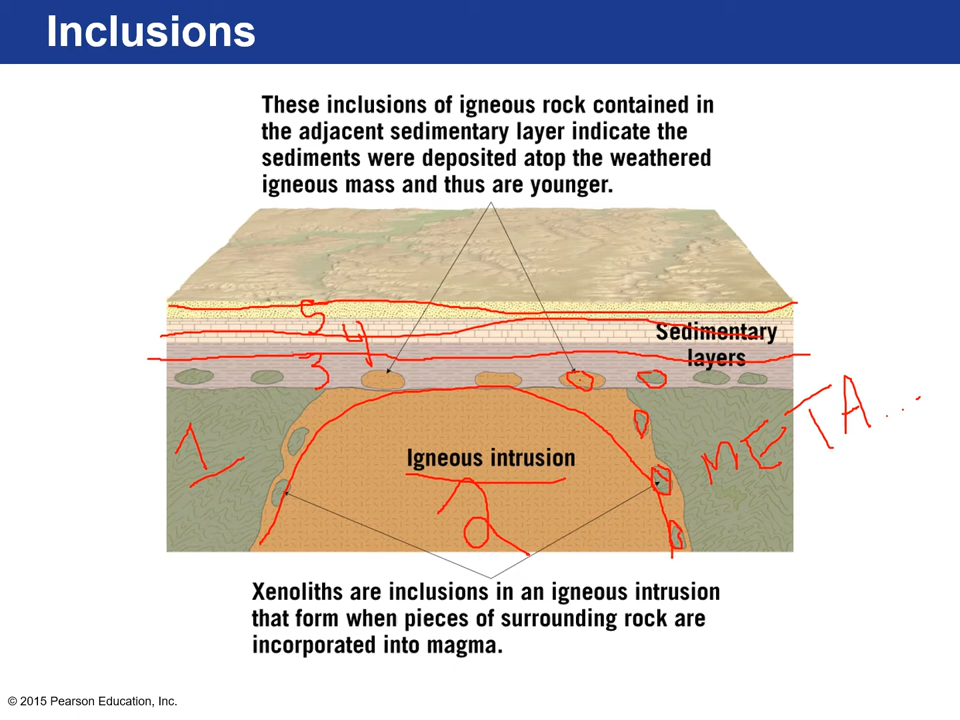 Inclusions
These inclusions of igneous rock contained in
the adjacent sedimentary layer indicate the
sediments were deposited atop the weathered
igneous mass and thus are younger.
5
4
Sedimentary
layers
3
META...
1
Igneous intrusion
2
Xenoliths are inclusions in an igneous intrusion
that form when pieces of surrounding rock are
incorporated into magma.
© 2015 Pearson Education, Inc.